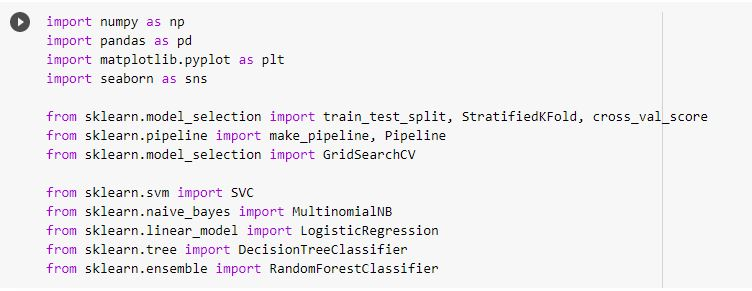 import numpy as np
import pandas as pd
import matplotlib.pyplot as plt
import seaborn as sns
from sklearn.model_selection import train_test_split, StratifiedKFold, cross_val_score
from sklearn.pipeline import make_pipeline, Pipeline
from sklearn.model_selection import GridSearchCV
from sklearn.svm import SVC
from sklearn.naive_bayes import MultinomialNB
from sklearn.linear_model import LogisticRegression
from sklearn.tree import DecisionTreeClassifier
from sklearn.ensemble import RandomForestClassifier